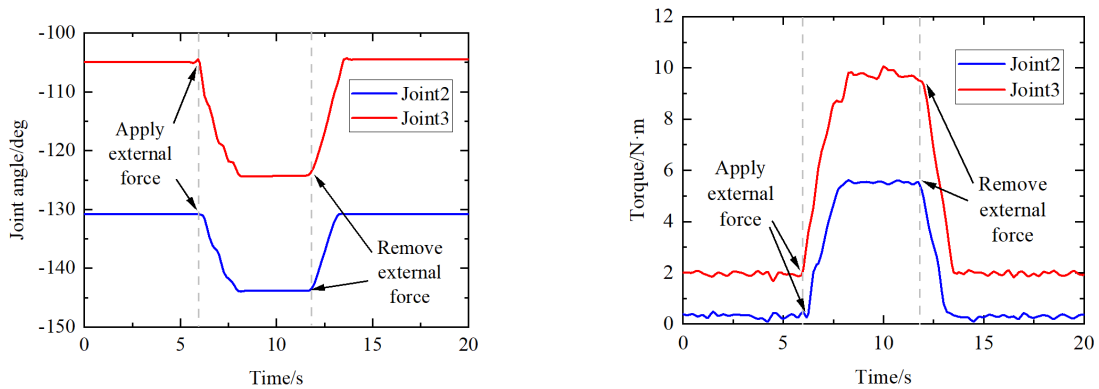 -100
-110
-120
-130
-140
-150
Joint angle/deg
Joint2
Joint3
Apply
external
force
Remove
external
force
0
5
10
15
20
Time/s
12
10
8
6
4
2
0
Torque/N·m
Joint2
Joint3
Apply
external
force
Remove
external
force
0
5
10
15
20
Time/s